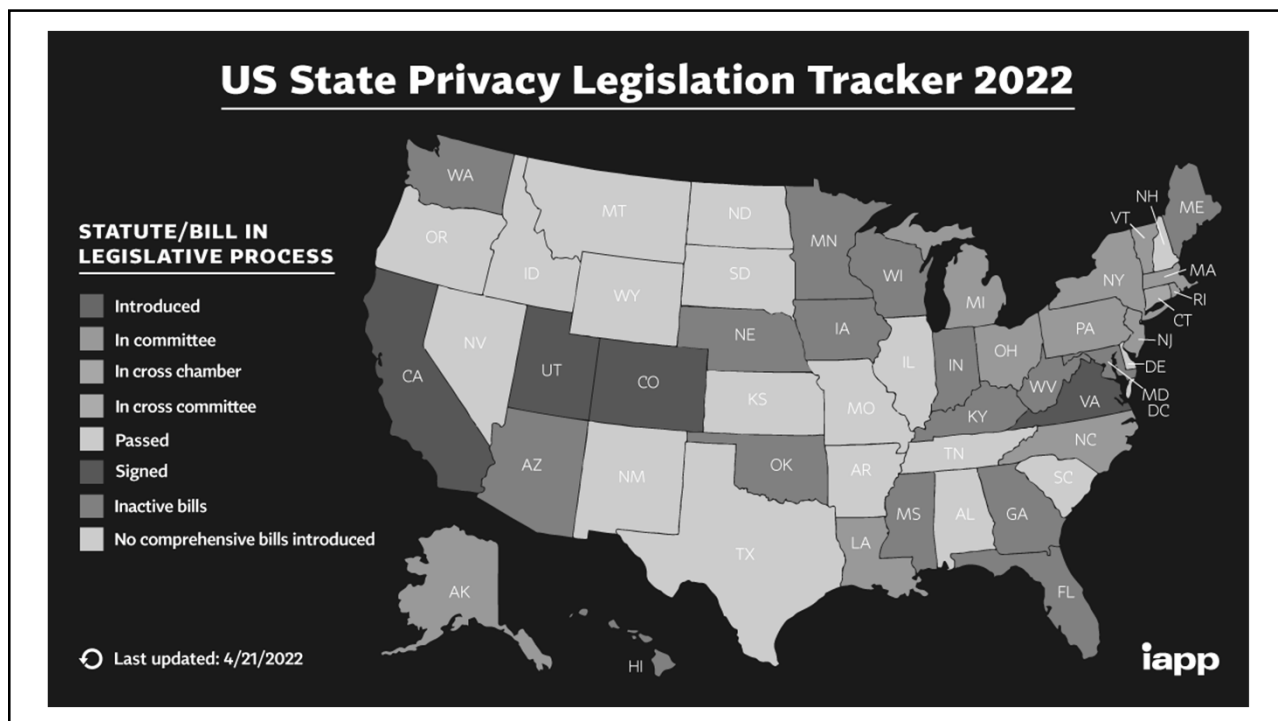 US State Privacy Legislation Tracker 2022
STATUTE/BILL IN
LEGISLATIVE PROCESS
Introduced
In committee
In cross chamber
In cross committee
Passed
Signed
Inactive bills
No comprehensive bills introduced
Last updated: 4/21/2022
WA
OR
CA
NV
ID
MT
WY
UT
CO
AZ
NM
ND
SD
NE
KS
OK
TX
MN
IA
MO
AR
LA
WI
IL
MI
IN
OH
KY
TN
MS
AL
GA
FL
SC
NC
VA
WV
PA
NY
VT
NH
ME
MA
RI
CT
NJ
DE
MD
DC
AK
HI
iapp